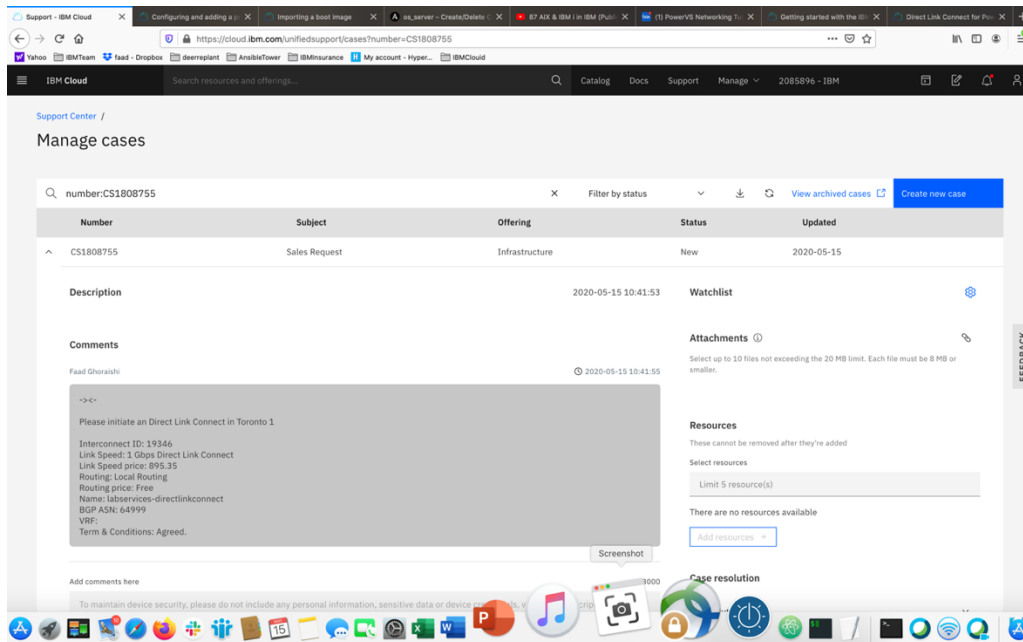 Support - IBM Cloud
Configuring and adding a p
Importing a boot image
os_server – Create/Delete C
87 AIX & IBM i in IBM (Publi
(1) PowerVS Networking Tu
Getting started with the IB
Direct Link Connect for Pow
https://cloud.ibm.com/unifiedsupport/cases?number=CS1808755
Yahoo IBMTeam faad - Dropbox deerreplant AnsibleTower IBMInsurance My account - Hyper... IBMClouid
IBM Cloud Search resources and offerings... Catalog Docs Support Manage 2085896 - IBM
Support Center /
Manage cases
number:CS1808755 Filter by status View archived cases Create new case
Number Subject Offering Status Updated
CS1808755 Sales Request Infrastructure New 2020-05-15
Description 2020-05-15 10:41:53 Watchlist
Attachments
Select up to 10 files not exceeding the 20 MB limit. Each file must be 8 MB or
smaller.
Comments
Faad Ghoraishi 2020-05-15 10:41:55
-><-
Please initiate an Direct Link Connect in Toronto 1
Interconnect ID: 19346
Link Speed: 1 Gbps Direct Link Connect
Link Speed price: 895.35
Routing: Local Routing
Routing price: Free
Name: labservices-directlinkconnect
BGP ASN: 64999
VRF:
Term & Conditions: Agreed.
Resources
These cannot be removed after they're added
Select resources
Limit 5 resource(s)
There are no resources available
Add resources +
FEEDBACK
Screenshot
Add comments here
Case resolution
To maintain device security, please do not include any personal information, sensitive data or device